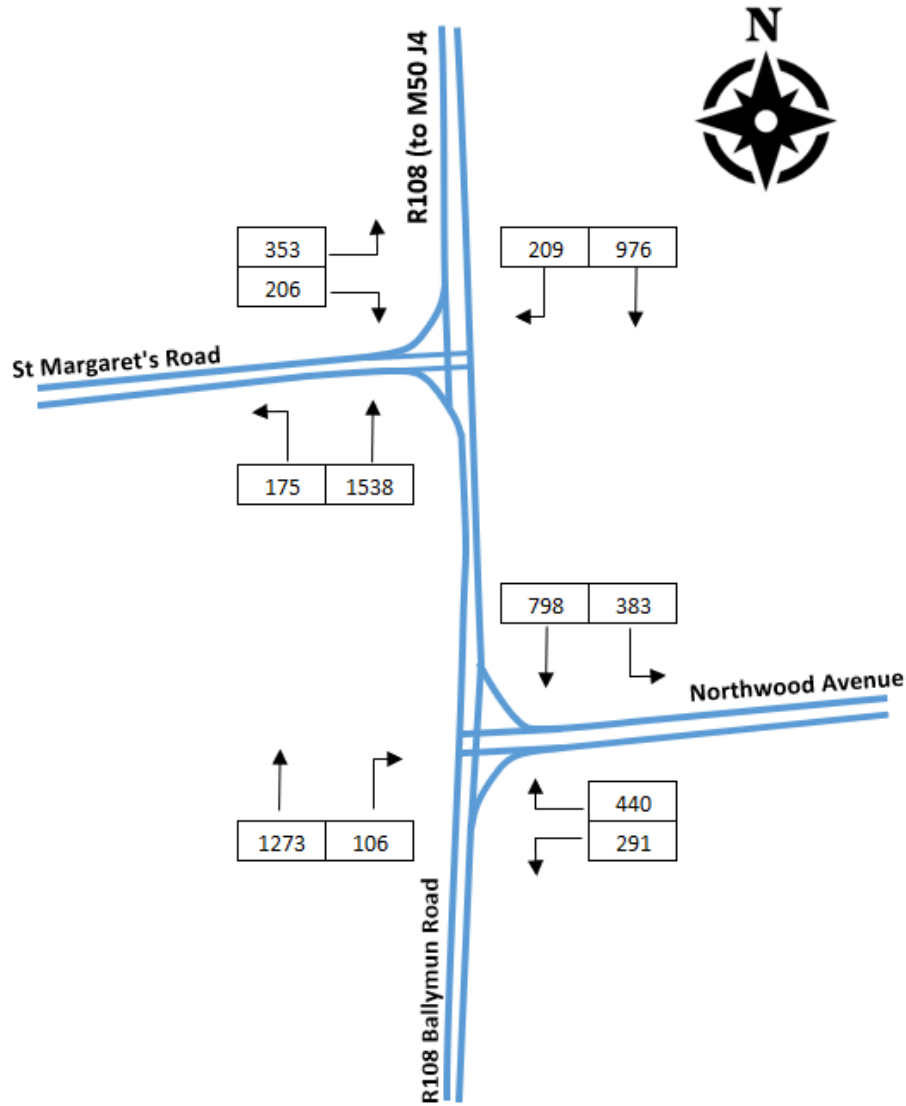 N
R108 (to M50 J4
353
206
209 976
St Margaret's Road
175 1538
798 383
Northwood Avenue
440
291
1273 106
R108 Ballymun Road